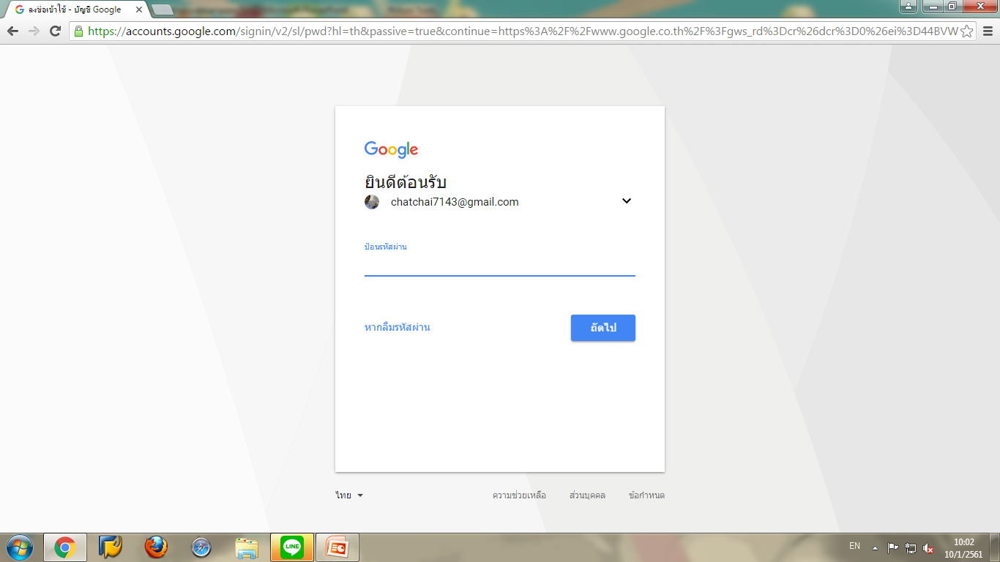 ลงชื่อเข้าใช้ - บัญชี Google
https://accounts.google.com/signin/v2/sl/pwd?hl=th&passive=true&continue=https%3A%2F%2Fwww.google.co.th%2F%3Fgws_rd%3Dcr%26dcr%3D0%26ei%3D44BVW
Google
ยินดีต้อนรับ
chatchai7143@gmail.com
ป้อนรหัสผ่าน
หากลืมรหัสผ่าน
ถัดไป
ไทย
ความช่วยเหลือ
ส่วนบุคคล
ข้อกำหนด
LINE
EN
10:02
10/1/2561